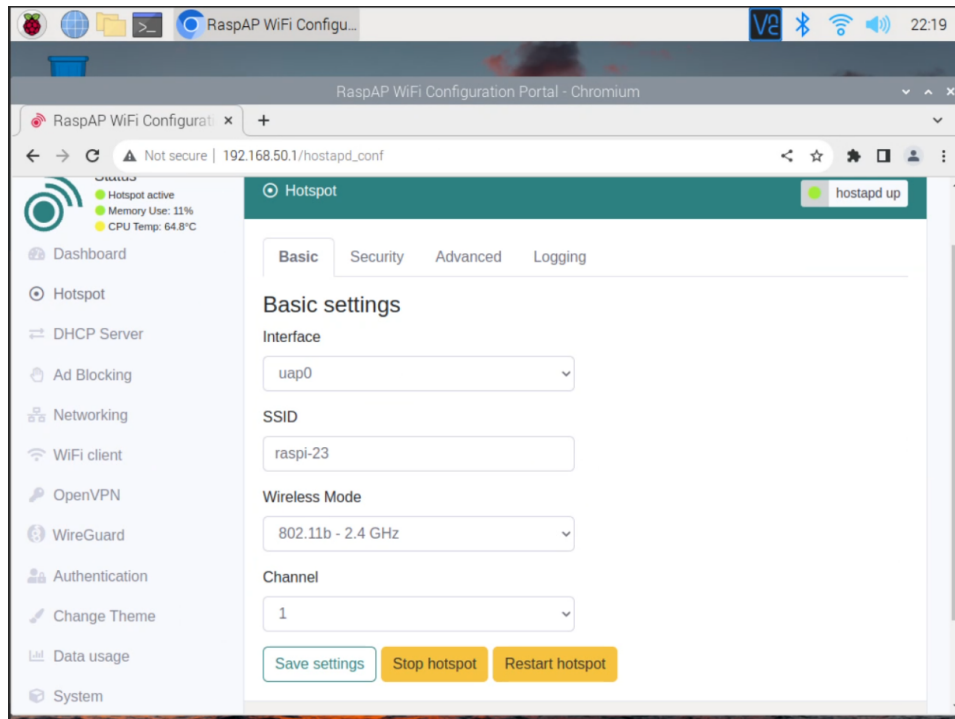 RaspAP WiFi Configu...
22:19
RaspAP WiFi Configuration Portal - Chromium
RaspAP WiFi Configurati
Not secure | 192.168.50.1/hostapd_conf
Status
Hotspot active
Memory Use: 11%
CPU Temp: 64.8°C
Dashboard
Hotspot
DHCP Server
Ad Blocking
Networking
WiFi client
OpenVPN
WireGuard
Authentication
Change Theme
Data usage
System
Hotspot
hostapd up
Basic Security Advanced Logging
Basic settings
Interface
uap0
SSID
raspi-23
Wireless Mode
802.11b - 2.4 GHz
Channel
1
Save settings Stop hotspot Restart hotspot